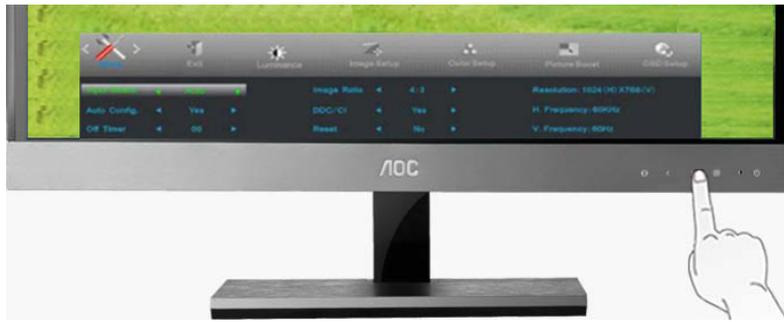 Exit Luminance Image Setup Color Setup Picture Boost OSD Setup
Image Ratio 4:3 Resolution: 1024 (H) X768 (V)
Auto Config. Yes DDC/CI Yes H. Frequency: 60KHz
Off Timer 00 Reset No V. Frequency: 60Hz
AOC